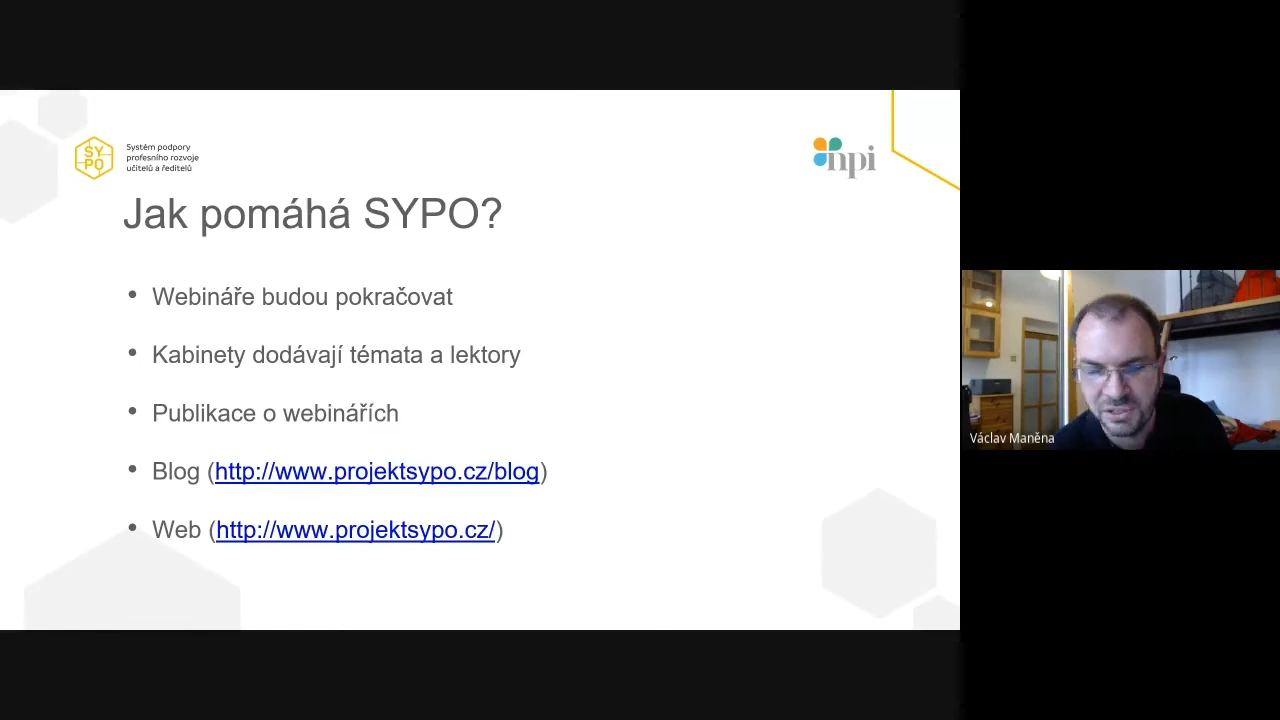 SY
PO
Systém podpory
profesního rozvoje
učitelů a ředitelů
npi
Jak pomáhá SYPO?
• Webináře budou pokračovat
• Kabinety dodávají témata a lektory
• Publikace o webinářích
• Blog (http://www.projektsypo.cz/blog)
• Web (http://www.projektsypo.cz/)
Václav Maněna